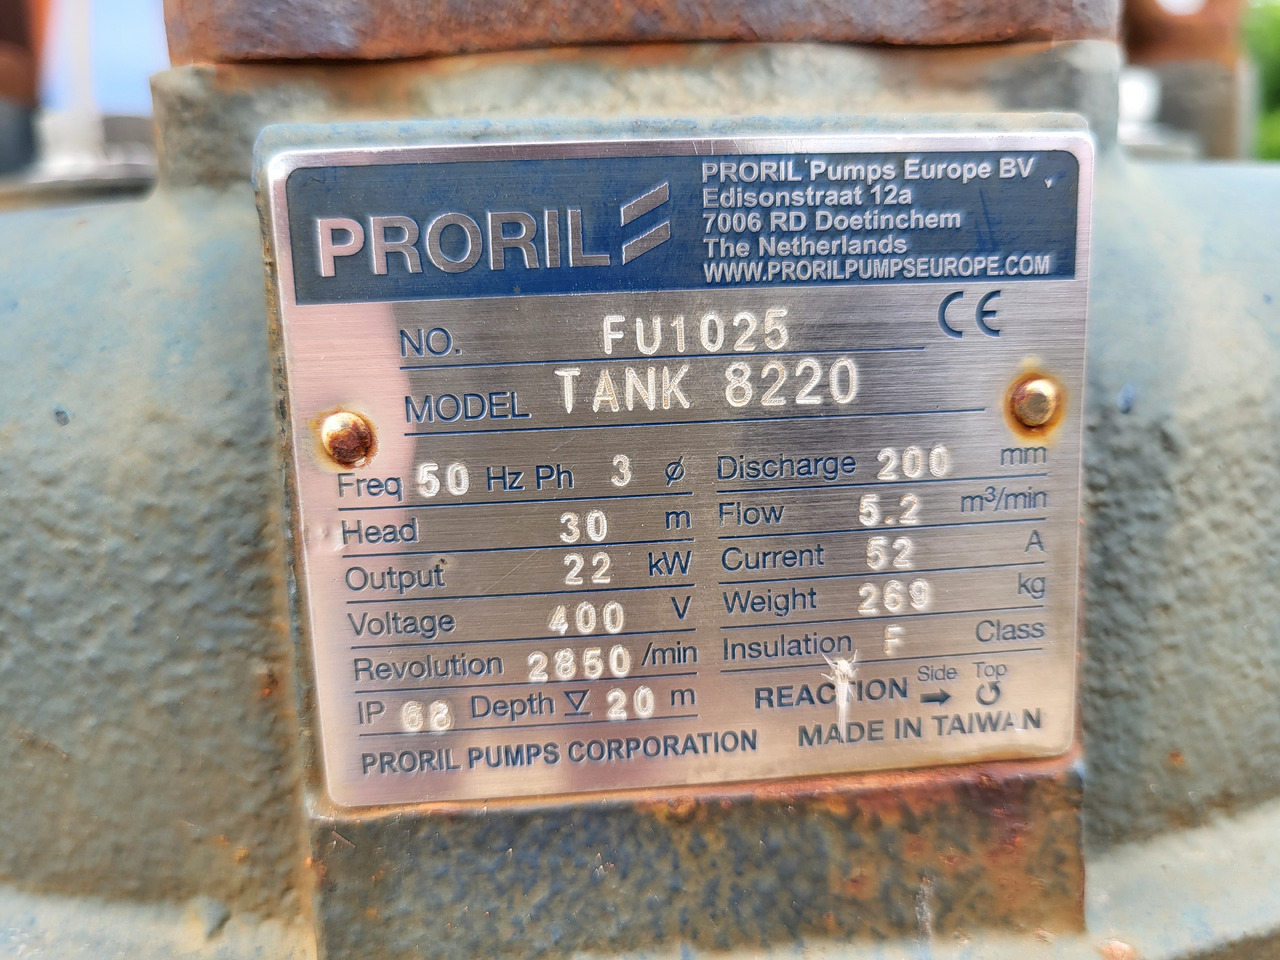 PRORIL
PRORIL Pumps Europe BV
Edisonstraat 12a
7006 RD Doetinchem
The Netherlands
WWW.PRORILPUMPSEUROPE.COM
CE
NO. FU1025
MODEL TANK 8220
Freq 50 Hz Ph 3 ø Discharge 200 mm
Head 30 m Flow 5.2 m³/min
Output 22 kW Current 52 A
Voltage 400 V Weight 269 kg
Revolution 2850 /min Insulation F Class
IP 68 Depth ▽ 20 m REACTION Side → Top ↺
PRORIL PUMPS CORPORATION MADE IN TAIWAN